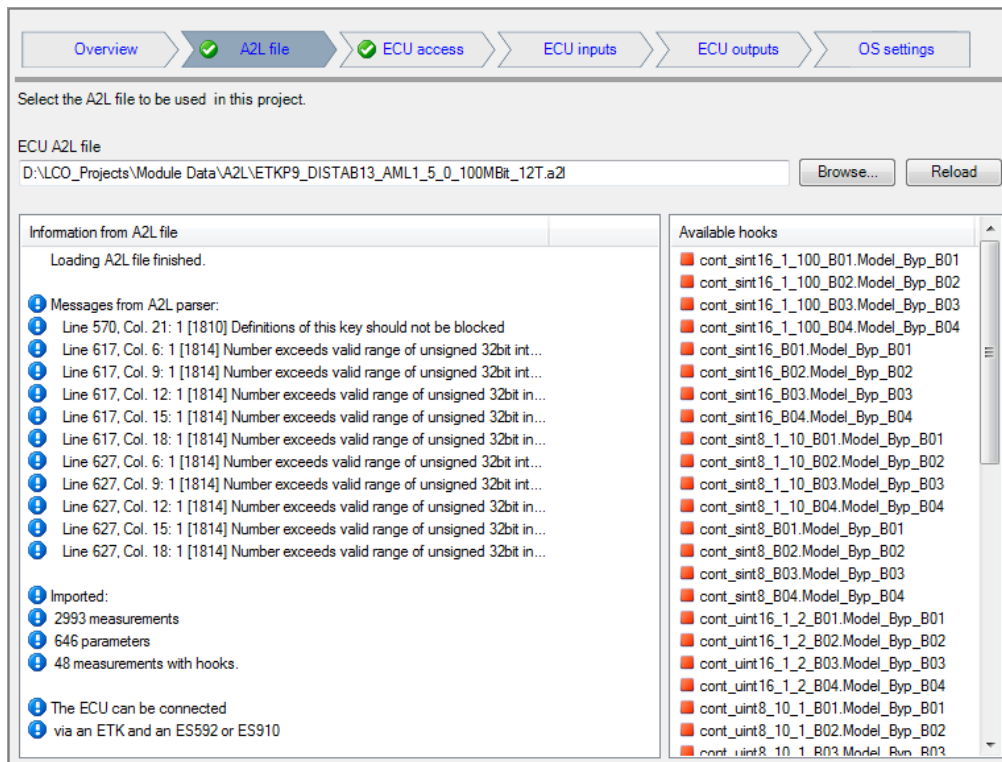 Overview
A2L file
ECU access
ECU inputs
ECU outputs
OS settings
Select the A2L file to be used in this project.
ECU A2L file
D:\LCO_Projects\Module Data\A2L\ETKP9_DISTAB13_AML1_5_0_100MBit_12T.a2l
Browse...
Reload
Information from A2L file
Loading A2L file finished.
Messages from A2L parser:
Line 570, Col. 21: 1 [1810] Definitions of this key should not be blocked
Line 617, Col. 6: 1 [1814] Number exceeds valid range of unsigned 32bit int...
Line 617, Col. 9: 1 [1814] Number exceeds valid range of unsigned 32bit int...
Line 617, Col. 12: 1 [1814] Number exceeds valid range of unsigned 32bit in...
Line 617, Col. 15: 1 [1814] Number exceeds valid range of unsigned 32bit in...
Line 617, Col. 18: 1 [1814] Number exceeds valid range of unsigned 32bit in...
Line 627, Col. 6: 1 [1814] Number exceeds valid range of unsigned 32bit int...
Line 627, Col. 9: 1 [1814] Number exceeds valid range of unsigned 32bit int...
Line 627, Col. 12: 1 [1814] Number exceeds valid range of unsigned 32bit in...
Line 627, Col. 15: 1 [1814] Number exceeds valid range of unsigned 32bit in...
Line 627, Col. 18: 1 [1814] Number exceeds valid range of unsigned 32bit in...
Imported:
2993 measurements
646 parameters
48 measurements with hooks.
The ECU can be connected
via an ETK and an ES592 or ES910
Available hooks
cont_sint16_1_100_B01.Model_Byp_B01
cont_sint16_1_100_B02.Model_Byp_B02
cont_sint16_1_100_B03.Model_Byp_B03
cont_sint16_1_100_B04.Model_Byp_B04
cont_sint16_B01.Model_Byp_B01
cont_sint16_B02.Model_Byp_B02
cont_sint16_B03.Model_Byp_B03
cont_sint16_B04.Model_Byp_B04
cont_sint8_1_10_B01.Model_Byp_B01
cont_sint8_1_10_B02.Model_Byp_B02
cont_sint8_1_10_B03.Model_Byp_B03
cont_sint8_1_10_B04.Model_Byp_B04
cont_sint8_B01.Model_Byp_B01
cont_sint8_B02.Model_Byp_B02
cont_sint8_B03.Model_Byp_B03
cont_sint8_B04.Model_Byp_B04
cont_uint16_1_2_B01.Model_Byp_B01
cont_uint16_1_2_B02.Model_Byp_B02
cont_uint16_1_2_B03.Model_Byp_B03
cont_uint16_1_2_B04.Model_Byp_B04
cont_uint8_10_1_B01.Model_Byp_B01
cont_uint8_10_1_B02.Model_Byp_B02
cont_uint8_10_1_B03.Model_Byp_B03